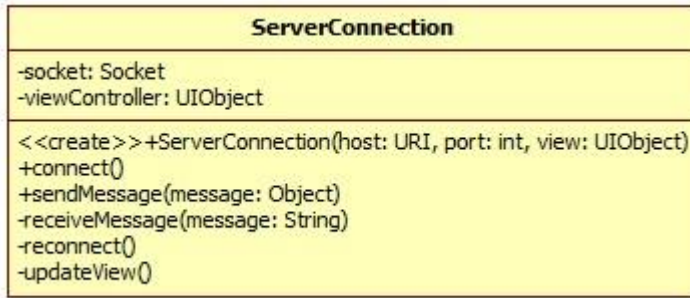 ServerConnection
-socket: Socket
-viewController: UIObject
<<create>>+ServerConnection(host: URI, port: int, view: UIObject)
+connect()
+sendMessage(message: Object)
-receiveMessage(message: String)
-reconnect()
-updateView()